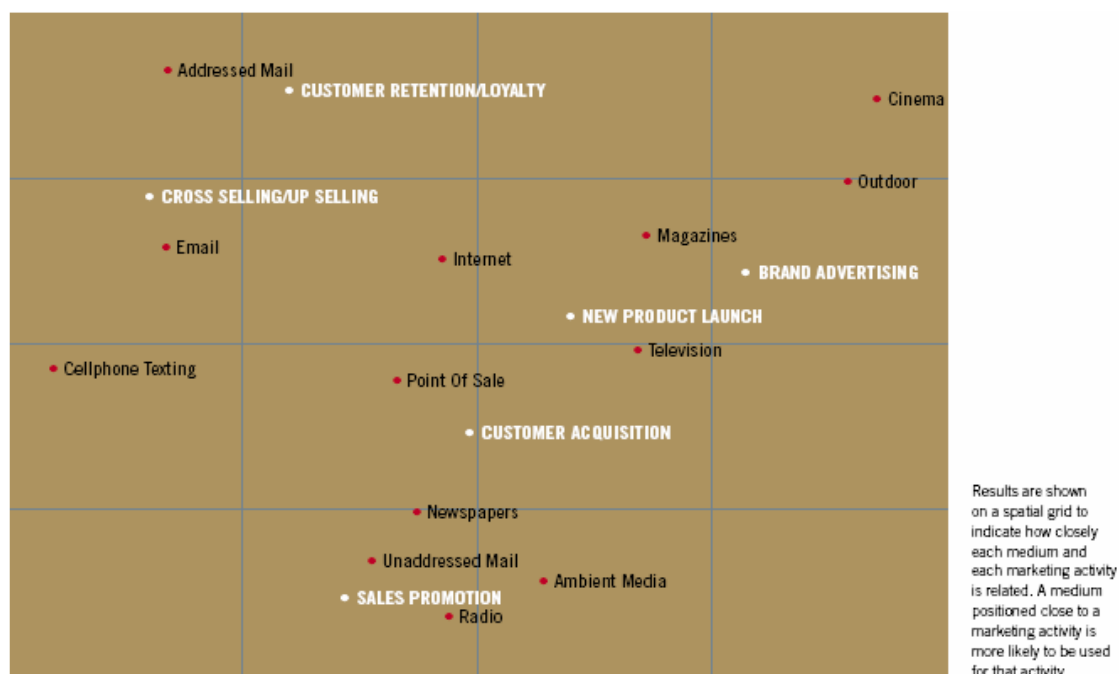 Addressed Mail
CUSTOMER RETENTION/LOYALTY
Cinema
Outdoor
CROSS SELLING/UP SELLING
Magazines
Email
Internet
BRAND ADVERTISING
NEW PRODUCT LAUNCH
Television
Cellphone Texting
Point Of Sale
CUSTOMER ACQUISITION
Newspapers
Unaddressed Mail
Ambient Media
SALES PROMOTION
Radio
Results are shown
on a spatial grid to
indicate how closely
each medium and
each marketing activity
is related. A medium
positioned close to a
marketing activity is
more likely to be used
for that activity